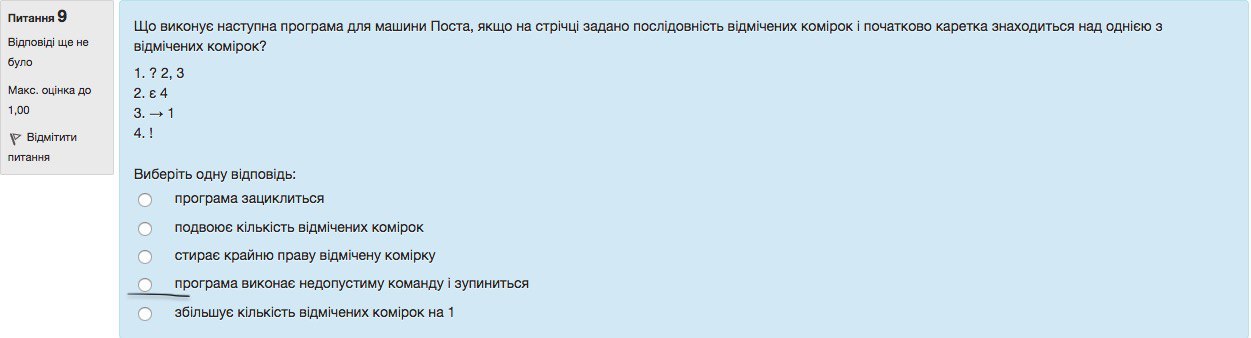 Питання 9
Відповіді ще не
було
Макс. оцінка до
1,00
Відмітити
питання
Що виконує наступна програма для машини Поста, якщо на стрічці задано послідовність відмічених комірок і початково каретка знаходиться над однією з
відмічених комірок?
1. ? 2, 3
2. ε 4
3. → 1
4. !
Виберіть одну відповідь:
програма зациклиться
подвоює кількість відмічених комірок
стирає крайню праву відмічену комірку
програма виконає недопустиму команду і зупиниться
збільшує кількість відмічених комірок на 1